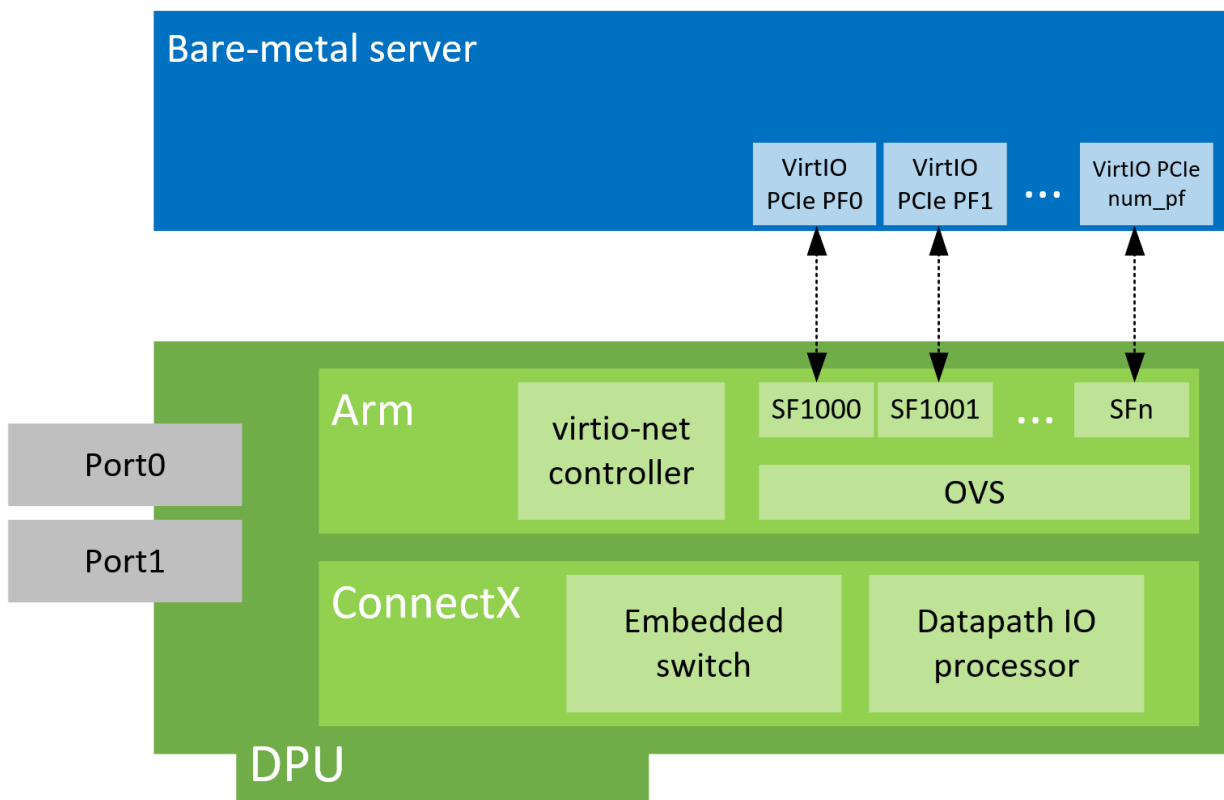 Bare-metal server
VirtIO
PCIe PF0
VirtIO
PCIe PF1
...
VirtIO PCIe
num_pf
Arm
virtio-net
controller
SF1000
SF1001
...
SFn
OVS
Port0
Port1
ConnectX
Embedded
switch
Datapath IO
processor
DPU